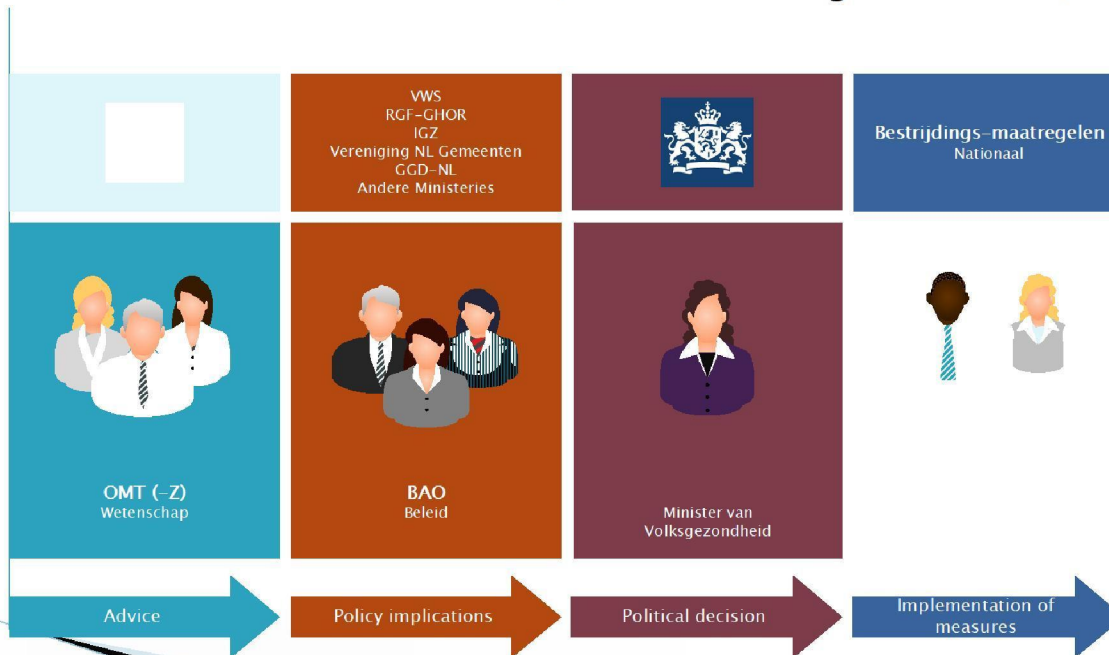 VWS
RGF-GHOR
IGZ
Vereniging NL Gemeenten
GGD-NL
Andere Ministeries
Bestrijdings-maatregelen
Nationaal
OMT (-Z)
Wetenschap
BAO
Beleid
Minister van
Volksgezondheid
Advice
Policy implications
Political decision
Implementation of
measures